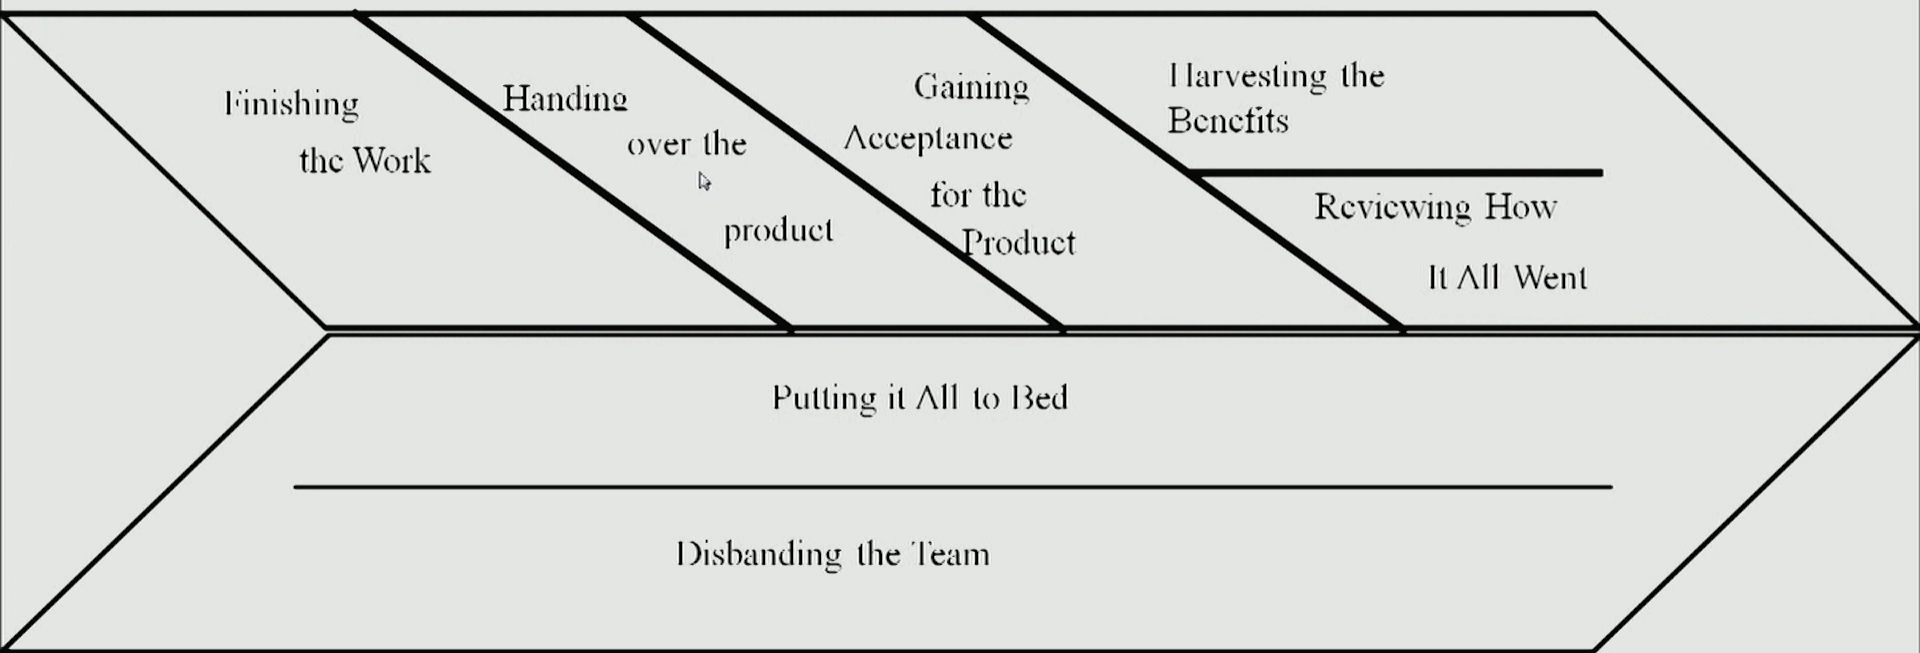 Finishing
the Work
Handing
over the
product
Gaining
Acceptance
for the
Product
Harvesting the
Benefits
Reviewing How
It All Went
Putting it All to Bed
Disbanding the Team